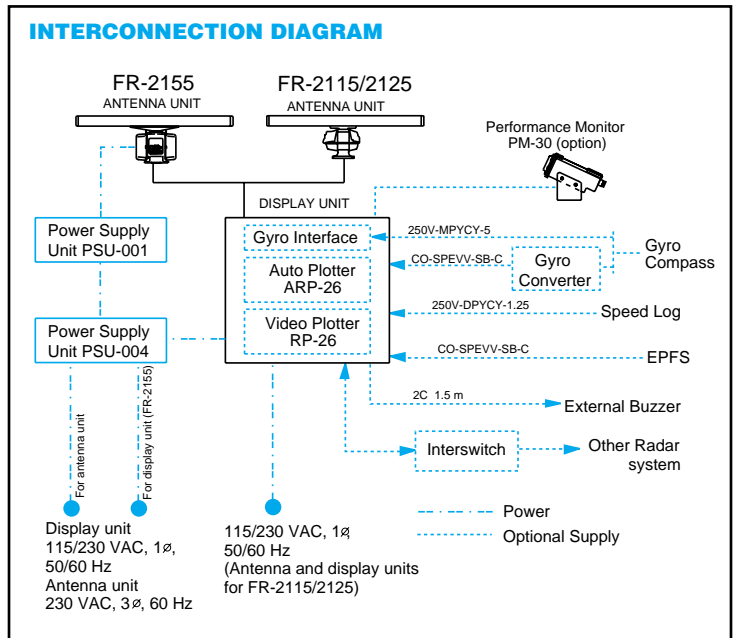 INTERCONNECTION DIAGRAM
FR-2155
ANTENNA UNIT
FR-2115/2125
ANTENNA UNIT
Performance Monitor
PM-30 (option)
DISPLAY UNIT
Power Supply
Unit PSU-001
Gyro Interface
250V-MPYCY-5
Gyro
Compass
Auto Plotter
ARP-26
CO-SPEVV-SB-C
Gyro
Converter
250V-DPYCY-1.25
Speed Log
Power Supply
Unit PSU-004
Video Plotter
RP-26
CO-SPEVV-SB-C
EPFS
2C 1.5 m
External Buzzer
For antenna unit
For display unit (FR-2155)
Interswitch
Other Radar
system
Display unit
115/230 VAC, 1ø,
50/60 Hz
Antenna unit
230 VAC, 3ø, 60 Hz
115/230 VAC, 1ø,
50/60 Hz
(Antenna and display units
for FR-2115/2125)
Power
Optional Supply